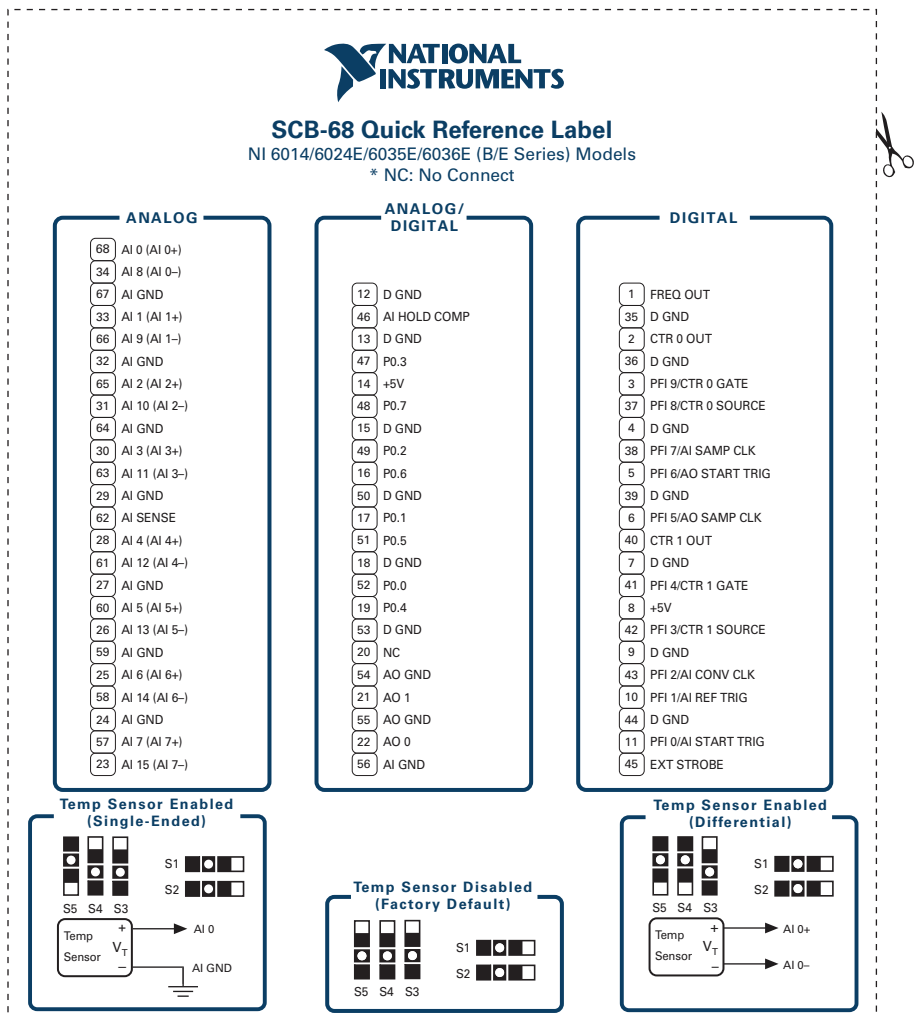 NATIONAL
INSTRUMENTS
SCB-68 Quick Reference Label
NI 6014/6024E/6035E/6036E (B/E Series) Models
* NC: No Connect
ANALOG
68 AI 0 (AI 0+)
34 AI 8 (AI 0–)
67 AI GND
33 AI 1 (AI 1+)
66 AI 9 (AI 1–)
32 AI GND
65 AI 2 (AI 2+)
31 AI 10 (AI 2–)
64 AI GND
30 AI 3 (AI 3+)
63 AI 11 (AI 3–)
29 AI GND
62 AI SENSE
28 AI 4 (AI 4+)
61 AI 12 (AI 4–)
27 AI GND
60 AI 5 (AI 5+)
26 AI 13 (AI 5–)
59 AI GND
25 AI 6 (AI 6+)
58 AI 14 (AI 6–)
24 AI GND
57 AI 7 (AI 7+)
23 AI 15 (AI 7–)
ANALOG/
DIGITAL
12 D GND
46 AI HOLD COMP
13 D GND
47 P0.3
14 +5V
48 P0.7
15 D GND
49 P0.2
16 P0.6
50 D GND
17 P0.1
51 P0.5
18 D GND
52 P0.0
19 P0.4
53 D GND
20 NC
54 AO GND
21 AO 1
55 AO GND
22 AO 0
56 AI GND
DIGITAL
1 FREQ OUT
35 D GND
2 CTR 0 OUT
36 D GND
3 PFI 9/CTR 0 GATE
37 PFI 8/CTR 0 SOURCE
4 D GND
38 PFI 7/AI SAMP CLK
5 PFI 6/AO START TRIG
39 D GND
6 PFI 5/AO SAMP CLK
40 CTR 1 OUT
7 D GND
41 PFI 4/CTR 1 GATE
8 +5V
42 PFI 3/CTR 1 SOURCE
9 D GND
43 PFI 2/AI CONV CLK
10 PFI 1/AI REF TRIG
44 D GND
11 PFI 0/AI START TRIG
45 EXT STROBE
Temp Sensor Enabled
(Single-Ended)
S1
S2
S5 S4 S3
Temp
Sensor
+
VT
–
AI 0
AI GND
Temp Sensor Disabled
(Factory Default)
S1
S2
S5 S4 S3
Temp Sensor Enabled
(Differential)
S1
S2
S5 S4 S3
Temp
Sensor
+
VT
–
AI 0+
AI 0–